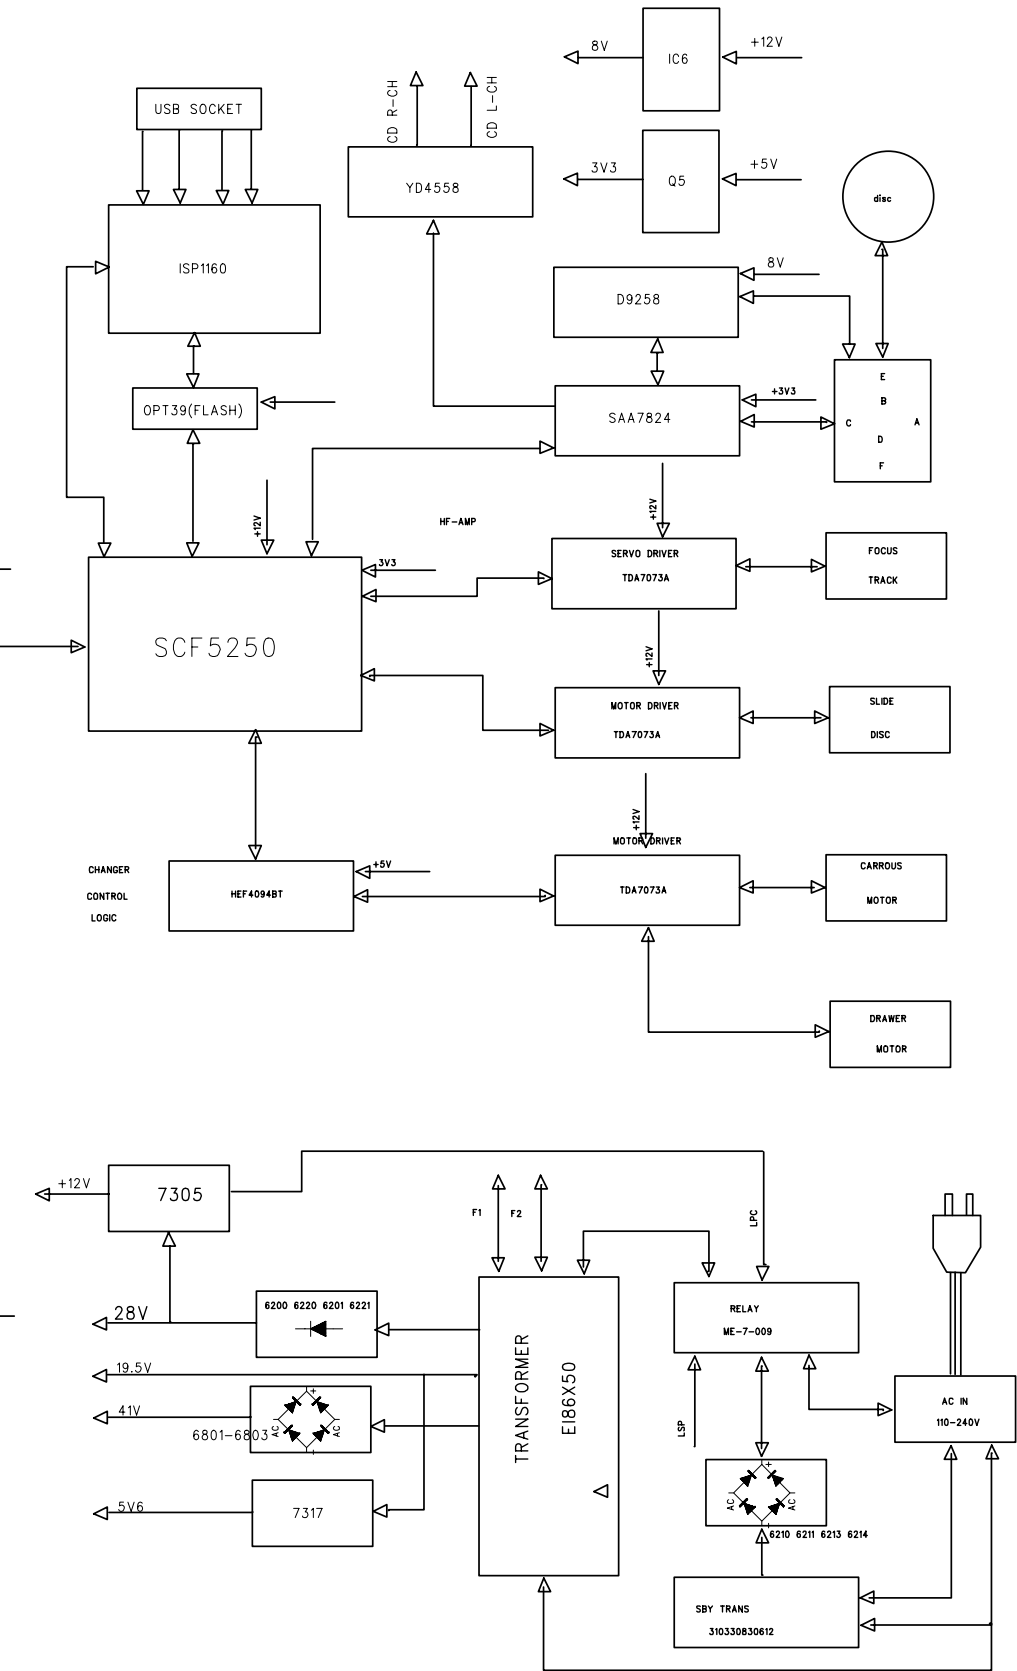 8V
IC6
+12V
USB SOCKET
CD R-CH
CD L-CH
YD4558
3V3
Q5
+5V
disc
ISP1160
D9258
8V
OPT39(FLASH)
SAA7824
+3V3
E
B
C
A
D
F
+12V
HF-AMP
+12V
3V3
SERVO DRIVER
TDA7073A
FOCUS
TRACK
SCF5250
+12V
MOTOR DRIVER
TDA7073A
SLIDE
DISC
+12V
MOTOR DRIVER
CHANGER
CONTROL
LOGIC
HEF4094BT
+5V
TDA7073A
CARROUS
MOTOR
DRAWER
MOTOR
+12V
7305
F1
F2
LPC
28V
6200 6220 6201 6221
RELAY
ME-7-009
19.5V
TRANSFORMER
EI86X50
AC IN
110-240V
41V
6801-6803
AC
+
AC
-
LSP
AC
+
AC
-
6210 6211 6213 6214
5V6
7317
SBY TRANS
310330830612